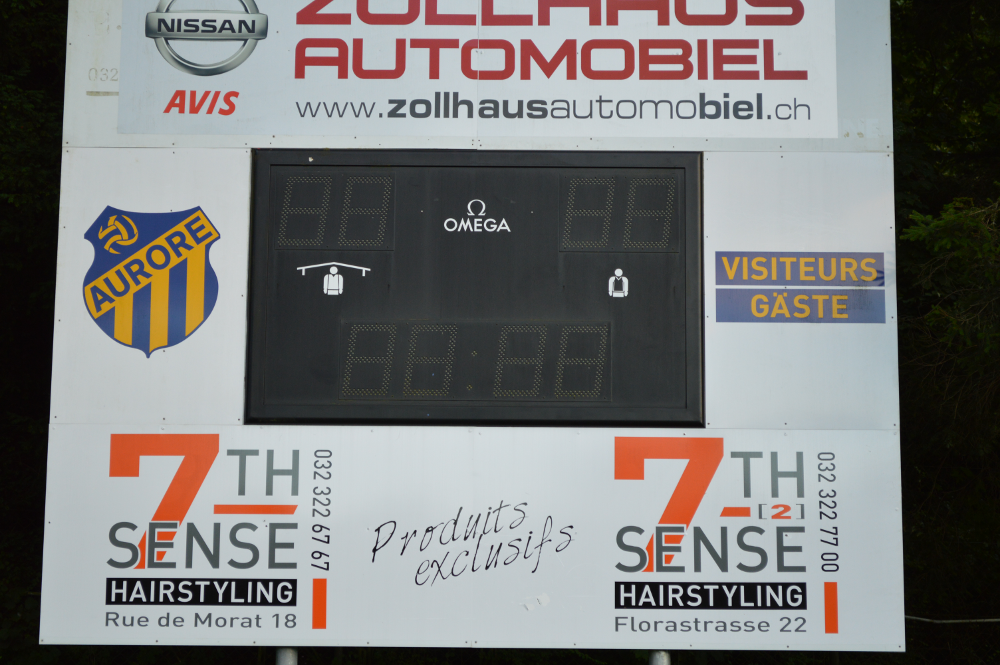 NISSAN
ZOLLHAUS
AUTOMOBIEL
032
AVIS
www.zollhausautomobiel.ch
AURORE
OMEGA
VISITEURS
GÄSTE
7TH
SENSE
HAIRSTYLING
Rue de Morat 18
032 322 67 67
Produits
exclusifs
7TH
[2]
SENSE
HAIRSTYLING
Florastrasse 22
032 322 77 00